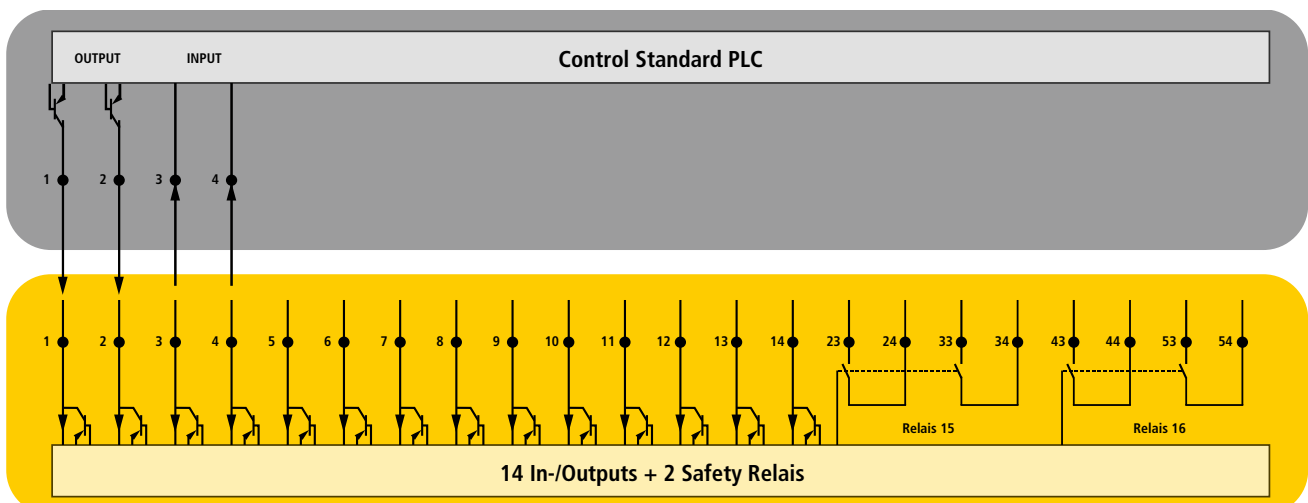 OUTPUT INPUT Control Standard PLC
1 2 3 4
1 2 3 4 5 6 7 8 9 10 11 12 13 14 23 24 33 34 43 44 53 54
Relais 15 Relais 16
14 In-/Outputs + 2 Safety Relais